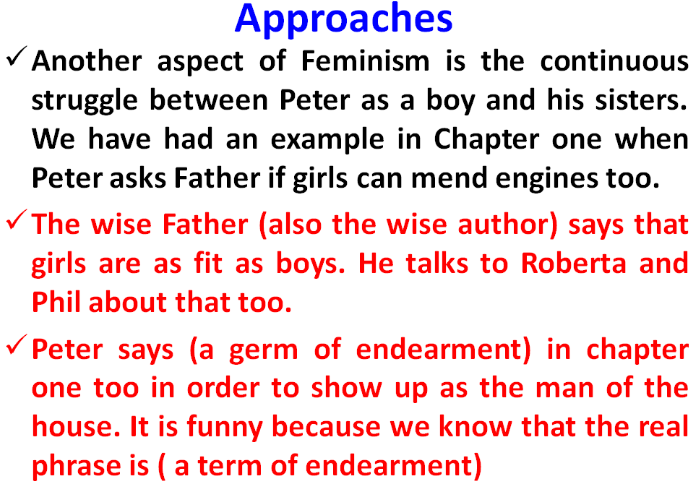 Approaches
✓Another aspect of Feminism is the continuous
struggle between Peter as a boy and his sisters.
We have had an example in Chapter one when
Peter asks Father if girls can mend engines too.
✓The wise Father (also the wise author) says that
girls are as fit as boys. He talks to Roberta and
Phil about that too.
✓Peter says (a germ of endearment) in chapter
one too in order to show up as the man of the
house. It is funny because we know that the real
phrase is ( a term of endearment)